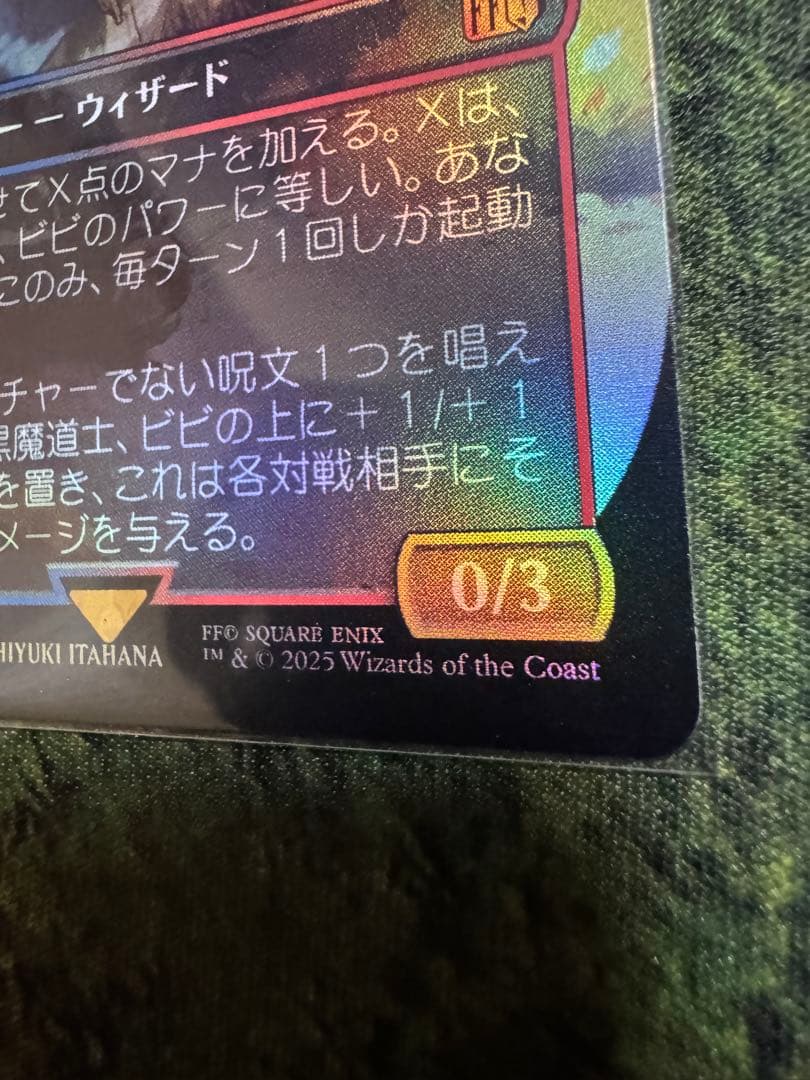 ー ― ウィザード
せてX点のマナを加える。Xは、
、ビビのパワーに等しい。あな
このみ、毎ターン１回しか起動
チャーでない呪文１つを唱え
黒魔道士、ビビの上に＋１/＋１
を置き、これは各対戦相手にそ
メージを与える。
0/3
HIYUKI ITAHANA
FF© SQUARE ENIX
™ & © 2025 Wizards of the Coast